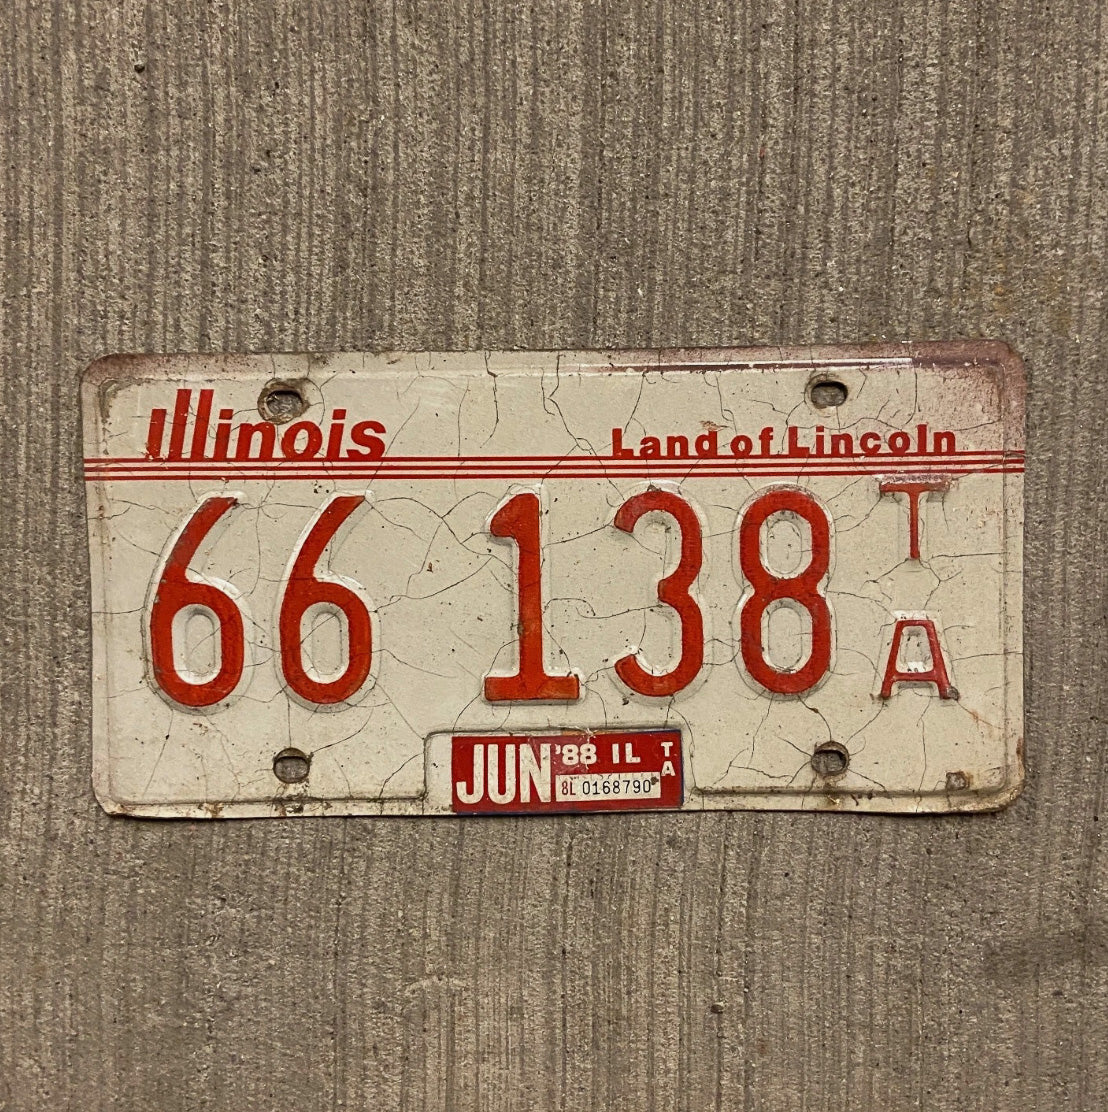 Illinois Land of Lincoln
66 138 TA
JUN '88 IL TA
8L 0168790